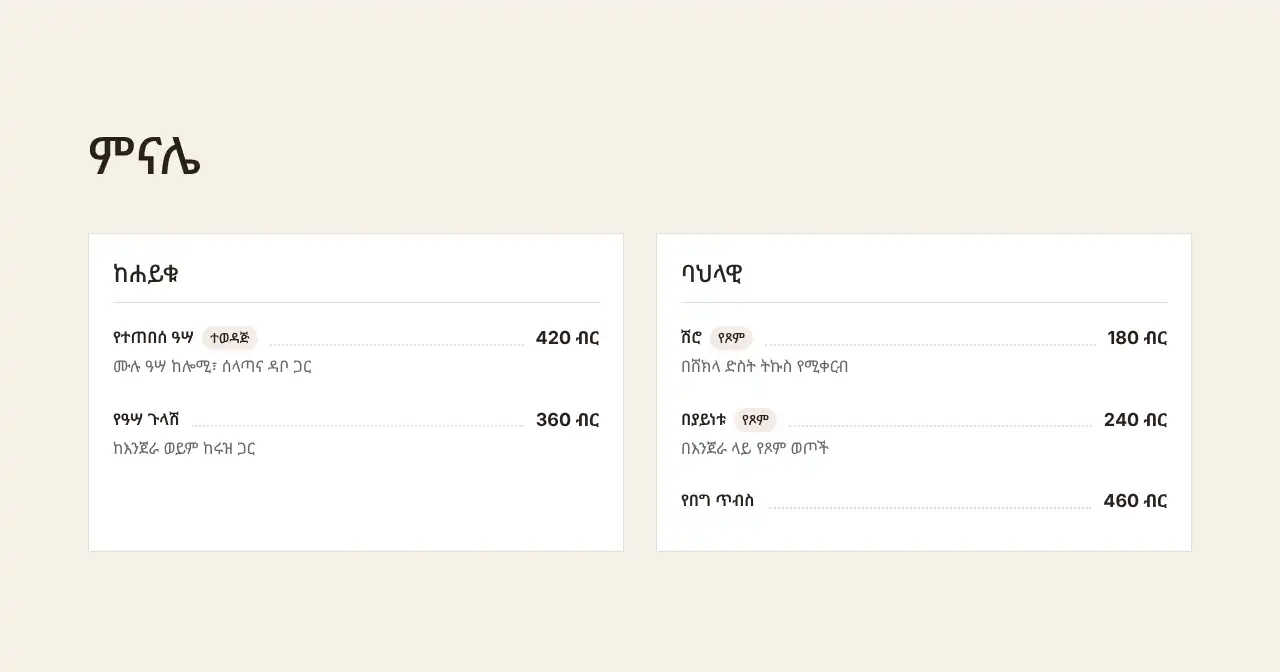 ምናሌ
ከሐይቁ
የተጠበሰ ዓሣ ተወዳጅ 420 ብር
ሙሉ ዓሣ ከሎሚ፣ ሰላጣና ዳቦ ጋር
የዓሣ ጉላሽ 360 ብር
ከእንጀራ ወይም ከሩዝ ጋር
ባህላዊ
ሽሮ የጾም 180 ብር
በሸክላ ድስት ትኩስ የሚቀርብ
በያይነቱ የጾም 240 ብር
በእንጀራ ላይ የጾም ወጦች
የበግ ጥብስ 460 ብር